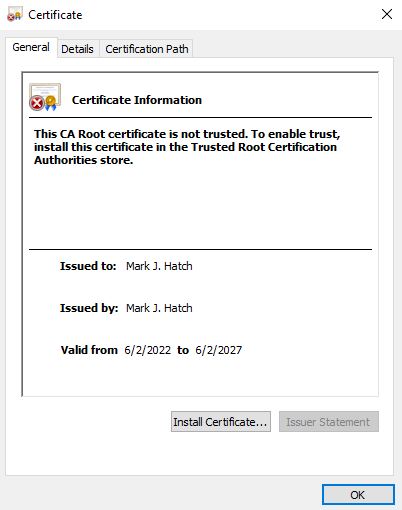 Certificate
General Details Certification Path
Certificate Information
This CA Root certificate is not trusted. To enable trust,
install this certificate in the Trusted Root Certification
Authorities store.
Issued to: Mark J. Hatch
Issued by: Mark J. Hatch
Valid from 6/2/2022 to 6/2/2027
Install Certificate... Issuer Statement
OK